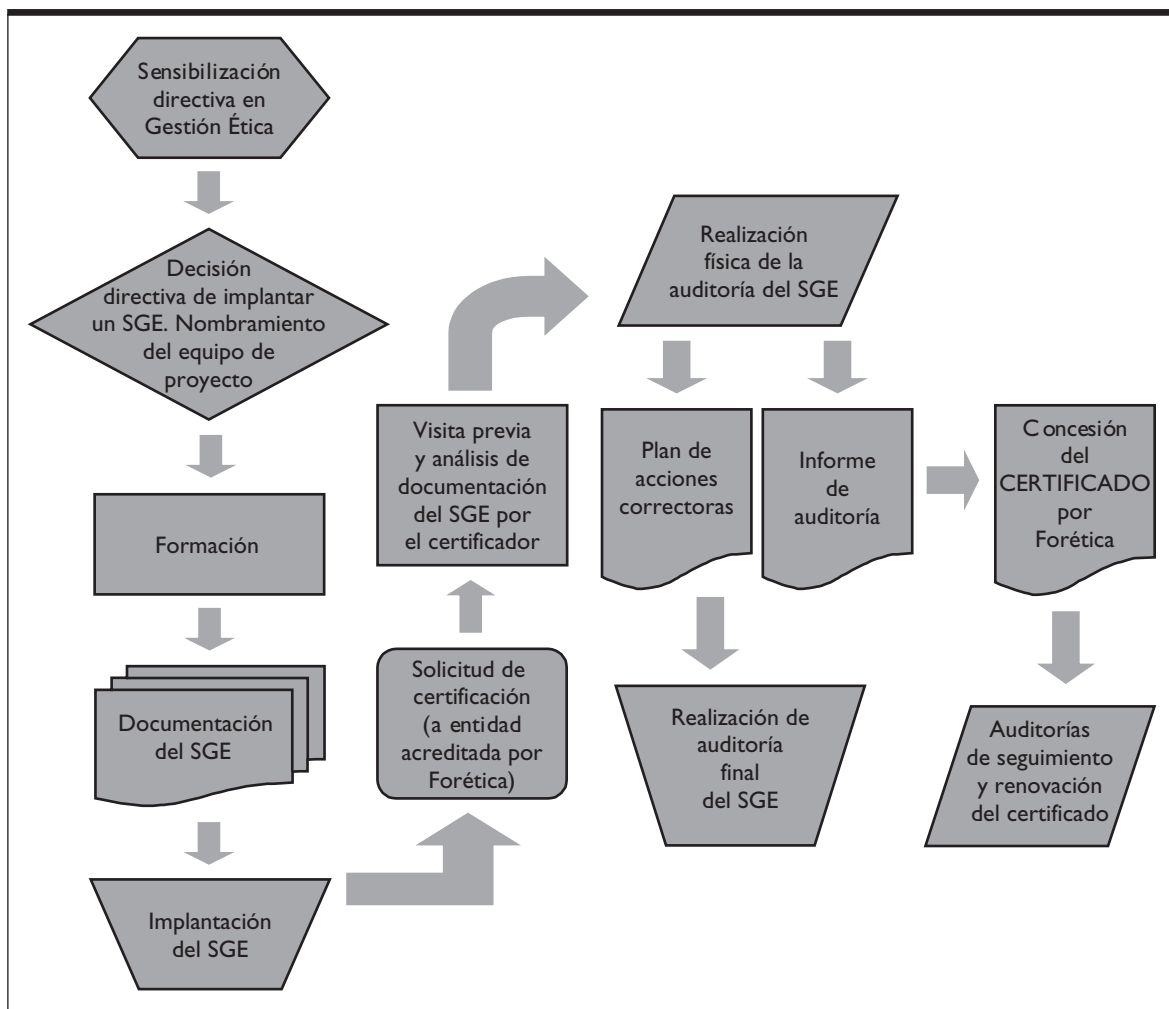 Sensibilización
directiva en
Gestión Ética
Decisión
directiva de implantar
un SGE. Nombramiento
del equipo de
proyecto
Formación
Documentación
del SGE
Implantación
del SGE
Solicitud de
certificación
(a entidad
acreditada por
Forética)
Visita previa
y análisis de
documentación
del SGE por
el certificador
Realización
física de la
auditoría del SGE
Plan de
acciones
correctoras
Informe
de
auditoría
Concesión
del
CERTIFICADO
por
Forética
Realización de
auditoría
final
del SGE
Auditorías
de seguimiento
y renovación
del certificado